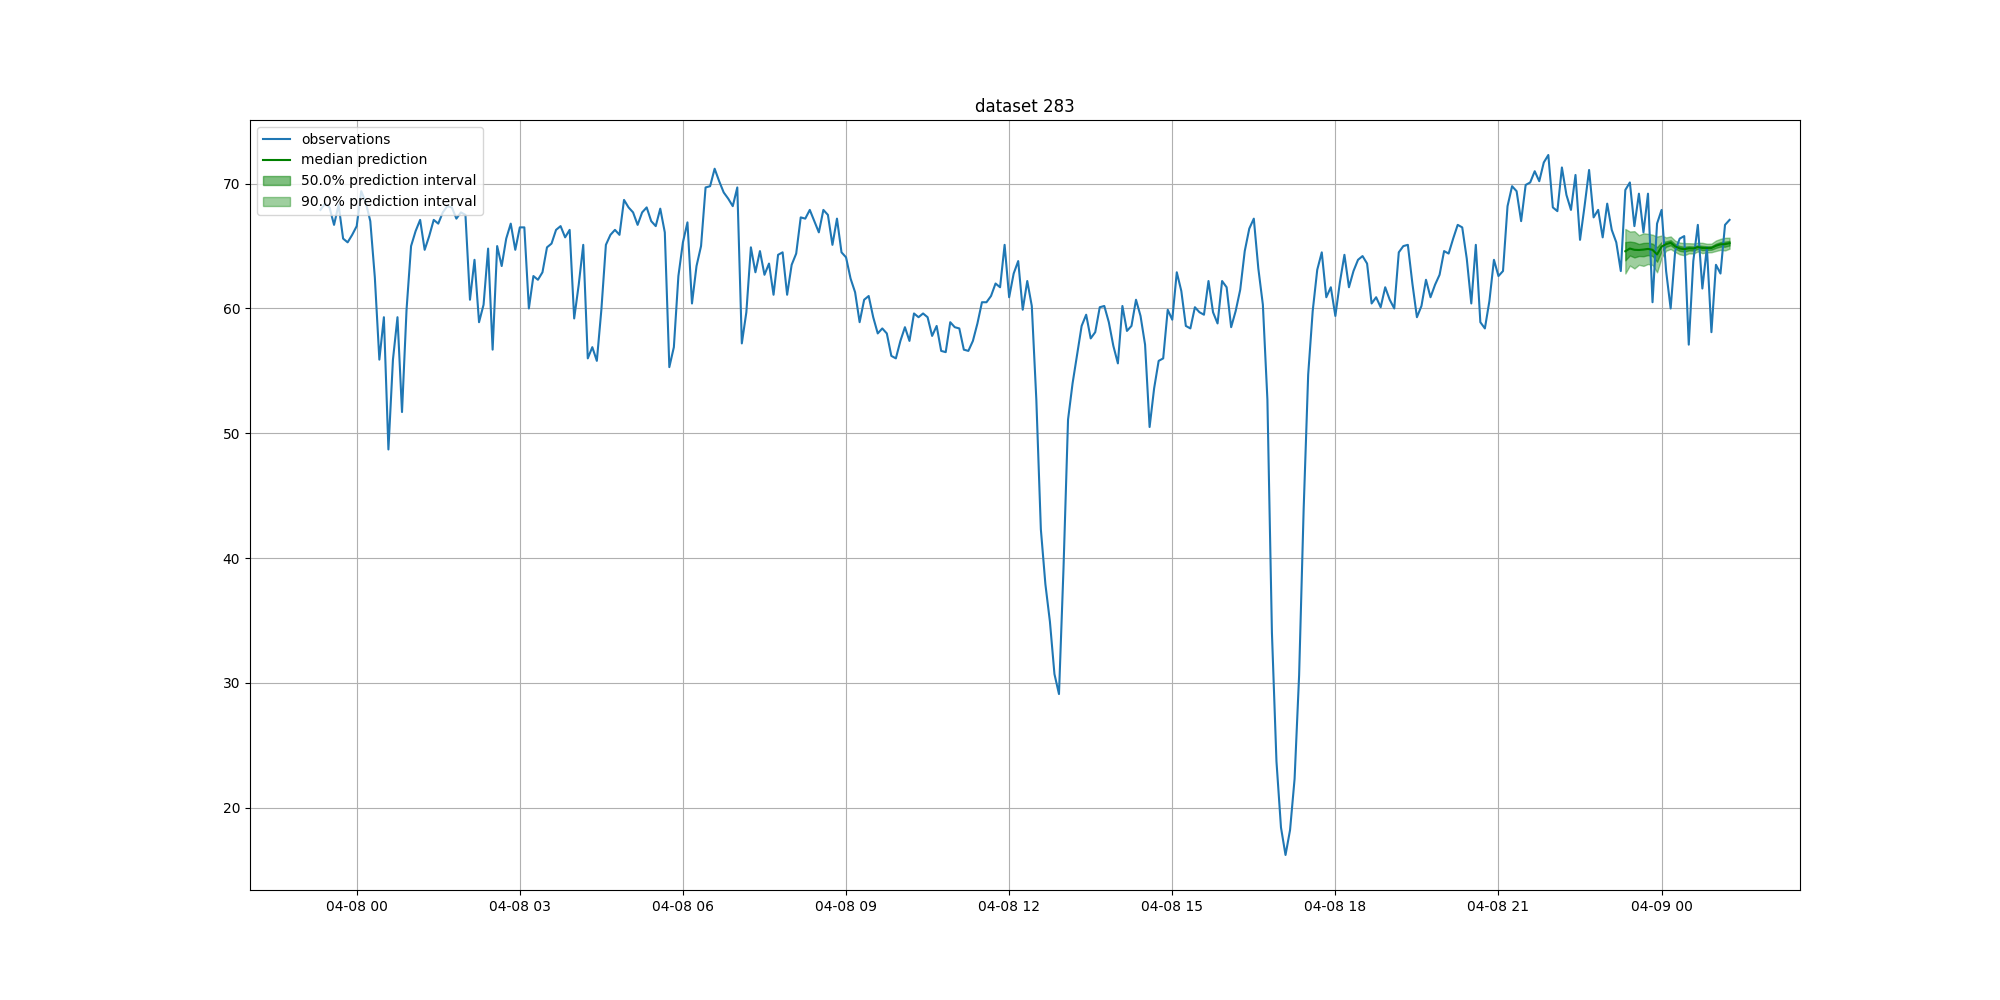 dataset 283
observations
median prediction
50.0% prediction interval
90.0% prediction interval
70
60
50
40
30
20
04-08 00 04-08 03 04-08 06 04-08 09 04-08 12 04-08 15 04-08 18 04-08 21 04-09 00